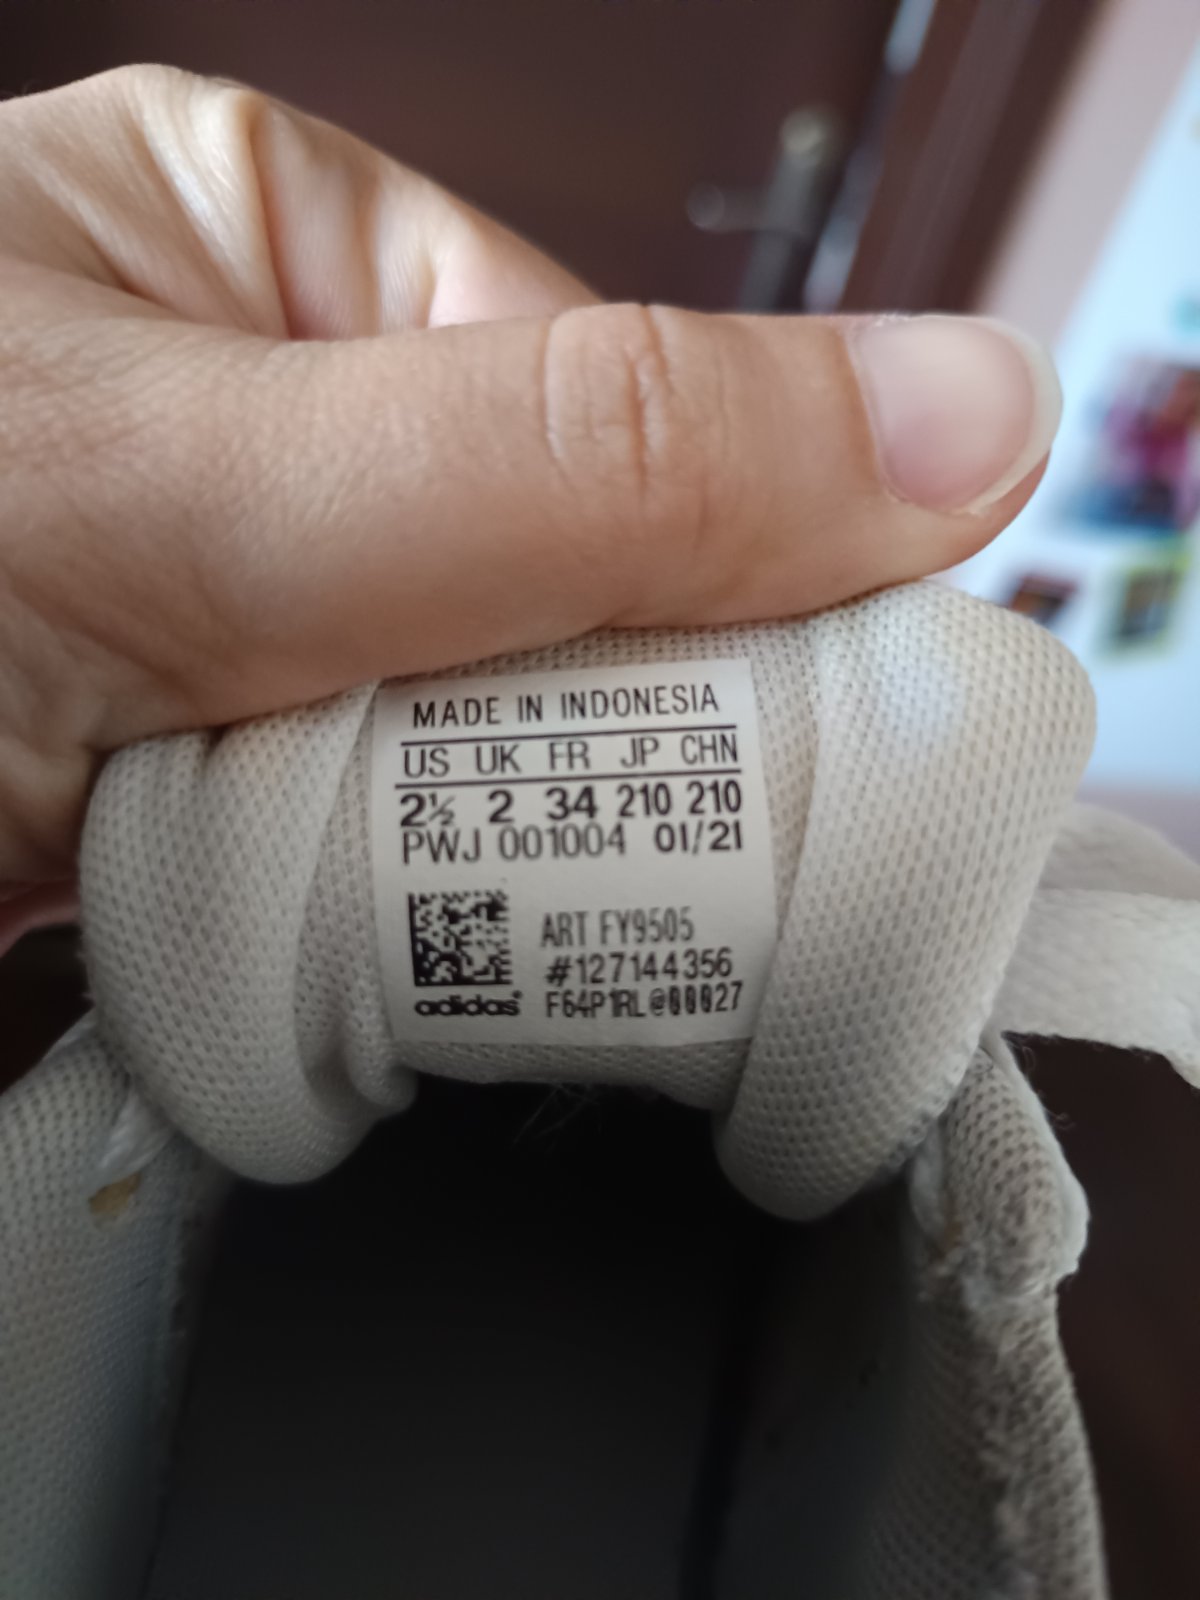 MADE IN INDONESIA
US UK FR JP CHN
2½ 2 34 210 210
PWJ 001004 01/21
ART FY9505
#127144356
adidas F64P1RL@00027